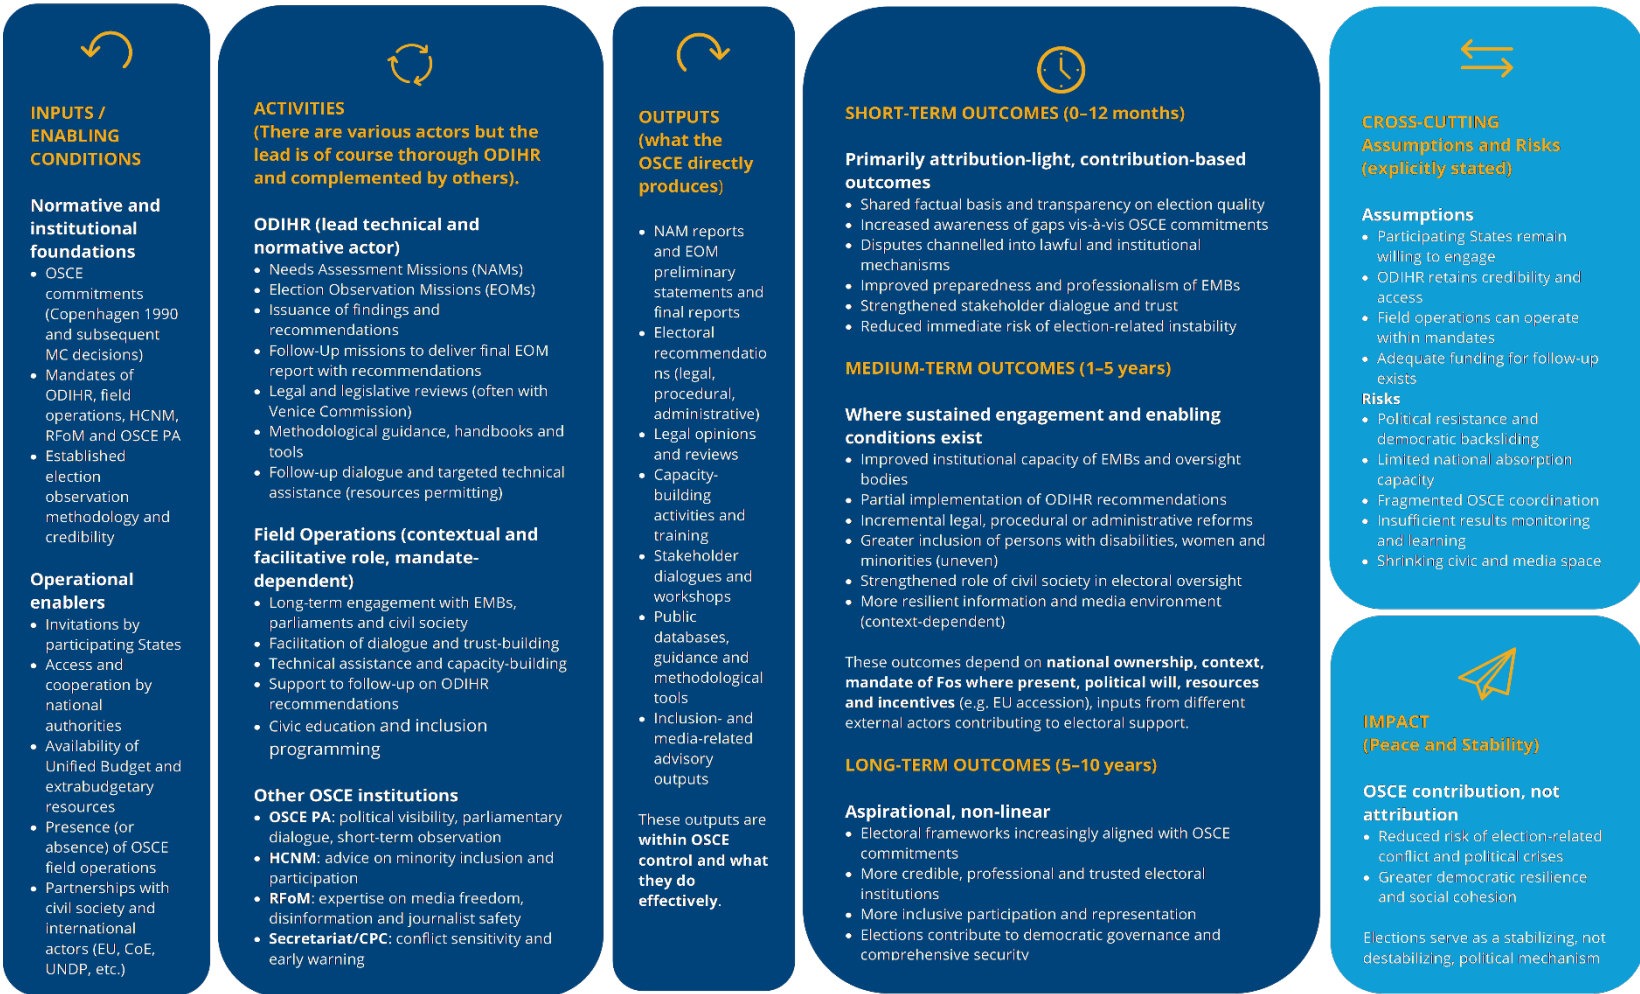 INPUTS /
ENABLING
CONDITIONS
Normative and
institutional
foundations
• OSCE
commitments
(Copenhagen 1990
and subsequent
MC decisions)
• Mandates of
ODIHR, field
operations, HCNM,
RFoM and OSCE PA
• Established
election
observation
methodology and
credibility
Operational
enablers
• Invitations by
participating States
• Access and
cooperation by
national
authorities
• Availability of
Unified Budget and
extrabudgetary
resources
• Presence (or
absence) of OSCE
field operations
• Partnerships with
civil society and
international
actors (EU, CoE,
UNDP, etc.)
ACTIVITIES
(There are various actors but the
lead is of course thorough ODIHR
and complemented by others).
ODIHR (lead technical and
normative actor)
• Needs Assessment Missions (NAMs)
• Election Observation Missions (EOMs)
• Issuance of findings and
recommendations
• Follow-Up missions to deliver final EOM
report with recommendations
• Legal and legislative reviews (often with
Venice Commission)
• Methodological guidance, handbooks and
tools
• Follow-up dialogue and targeted technical
assistance (resources permitting)
Field Operations (contextual and
facilitative role, mandate-
dependent)
• Long-term engagement with EMBs,
parliaments and civil society
• Facilitation of dialogue and trust-building
• Technical assistance and capacity-building
• Support to follow-up on ODIHR
recommendations
• Civic education and inclusion
programming
Other OSCE institutions
• OSCE PA: political visibility, parliamentary
dialogue, short-term observation
• HCNM: advice on minority inclusion and
participation
• RFoM: expertise on media freedom,
disinformation and journalist safety
• Secretariat/CPC: conflict sensitivity and
early warning
OUTPUTS
(what the
OSCE directly
produces)
• NAM reports
and EOM
preliminary
statements and
final reports
• Electoral
recommendatio
ns (legal,
procedural,
administrative)
• Legal opinions
and reviews
• Capacity-
building
activities and
training
• Stakeholder
dialogues and
workshops
• Public
databases,
guidance and
methodological
tools
• Inclusion- and
media-related
advisory
outputs
These outputs are
within OSCE
control and what
they do
effectively.
SHORT-TERM OUTCOMES (0–12 months)
Primarily attribution-light, contribution-based
outcomes
• Shared factual basis and transparency on election quality
• Increased awareness of gaps vis-à-vis OSCE commitments
• Disputes channelled into lawful and institutional
mechanisms
• Improved preparedness and professionalism of EMBs
• Strengthened stakeholder dialogue and trust
• Reduced immediate risk of election-related instability
MEDIUM-TERM OUTCOMES (1–5 years)
Where sustained engagement and enabling
conditions exist
• Improved institutional capacity of EMBs and oversight
bodies
• Partial implementation of ODIHR recommendations
• Incremental legal, procedural or administrative reforms
• Greater inclusion of persons with disabilities, women and
minorities (uneven)
• Strengthened role of civil society in electoral oversight
• More resilient information and media environment
(context-dependent)
These outcomes depend on national ownership, context,
mandate of Fos where present, political will, resources
and incentives (e.g. EU accession), inputs from different
external actors contributing to electoral support.
LONG-TERM OUTCOMES (5–10 years)
Aspirational, non-linear
• Electoral frameworks increasingly aligned with OSCE
commitments
• More credible, professional and trusted electoral
institutions
• More inclusive participation and representation
• Elections contribute to democratic governance and
comprehensive security
CROSS-CUTTING
Assumptions and Risks
(explicitly stated)
Assumptions
• Participating States remain
willing to engage
• ODIHR retains credibility and
access
• Field operations can operate
within mandates
• Adequate funding for follow-up
exists
Risks
• Political resistance and
democratic backsliding
• Limited national absorption
capacity
• Fragmented OSCE coordination
• Insufficient results monitoring
and learning
• Shrinking civic and media space
IMPACT
(Peace and Stability)
OSCE contribution, not
attribution
• Reduced risk of election-related
conflict and political crises
• Greater democratic resilience
and social cohesion
Elections serve as a stabilizing, not
destabilizing, political mechanism